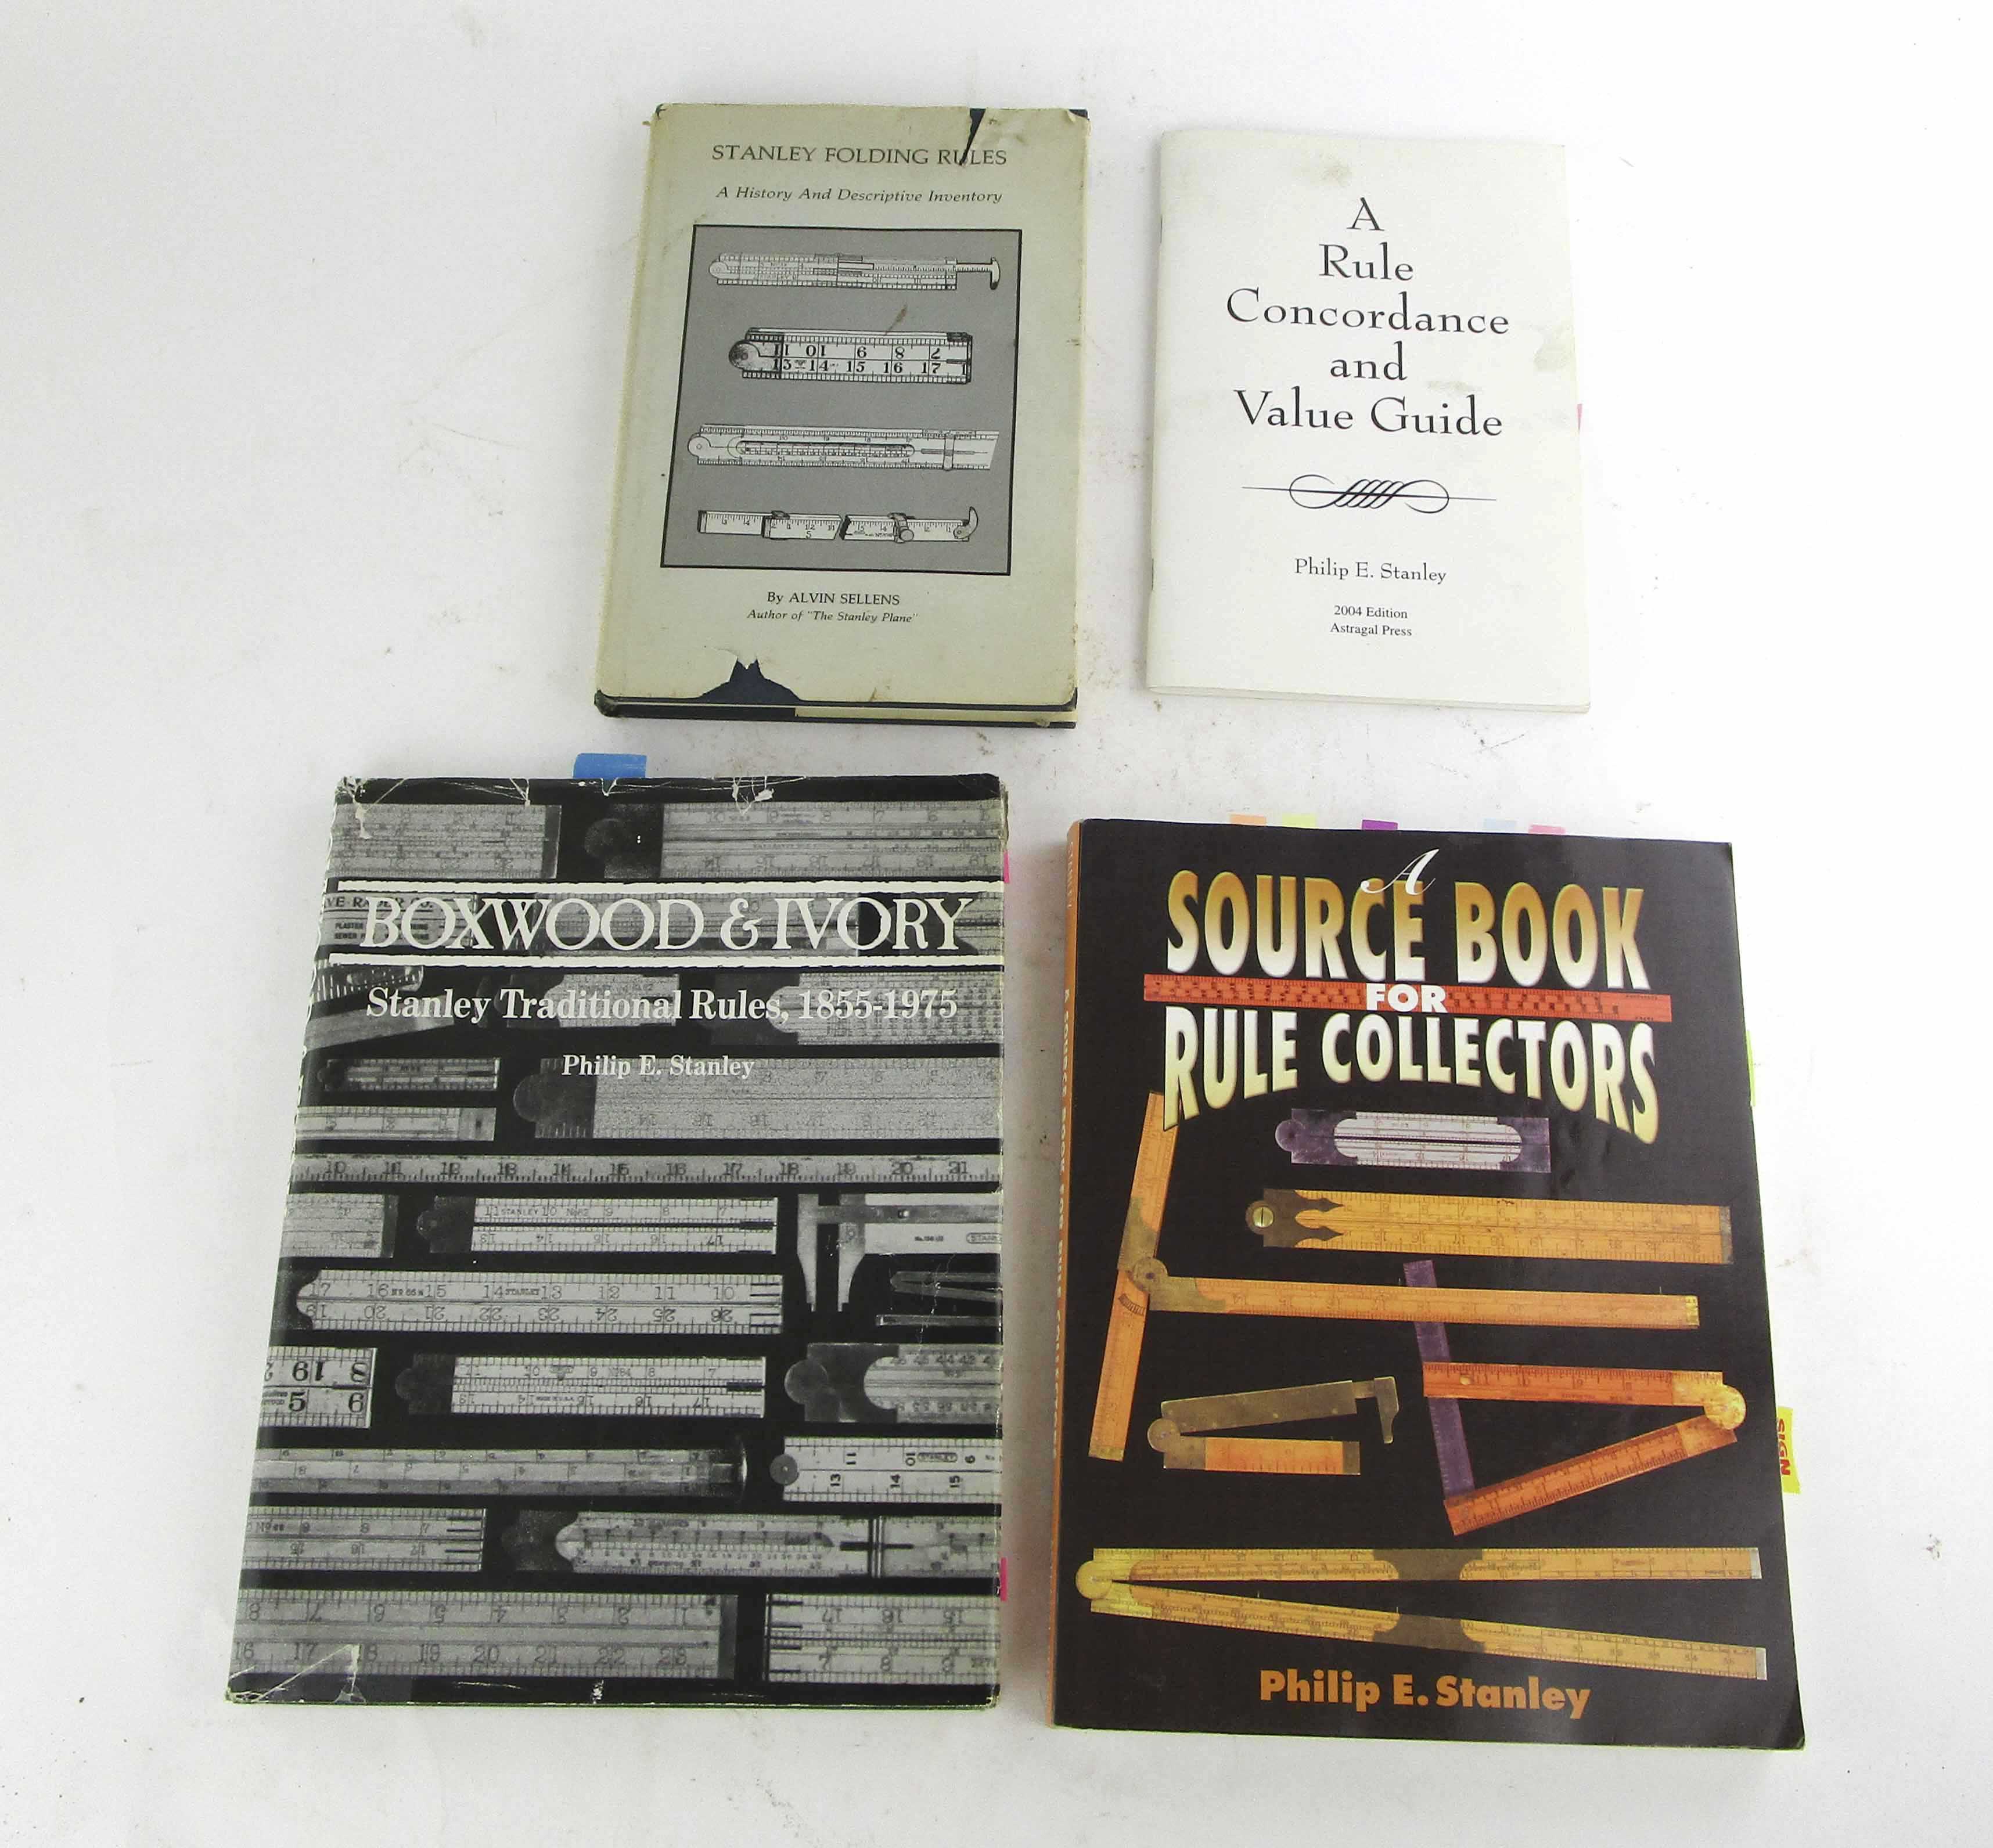 STANLEY FOLDING RULES
A History And Descriptive Inventory
By ALVIN SELLENS
Author of "The Stanley Plane"
A
Rule
Concordance
and
Value Guide
Philip E. Stanley
2004 Edition
Astragal Press
BOXWOOD & IVORY
Stanley Traditional Rules, 1855-1975
Philip E. Stanley
A
SOURCE BOOK
FOR
RULE COLLECTORS
SIGN
Philip E. Stanley